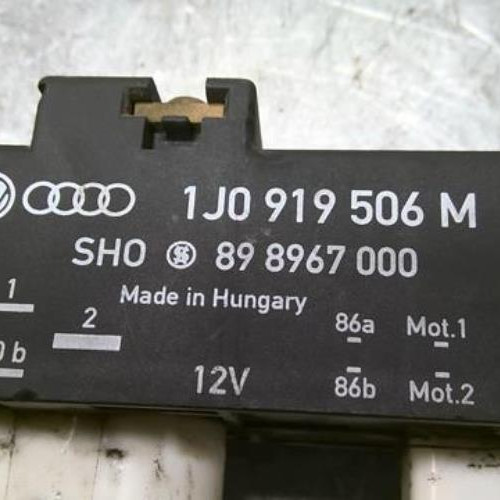 1J0 919 506 M
SHO 89 8967 000
Made in Hungary
1
2
86a Mot.1
b
12V
86b Mot.2